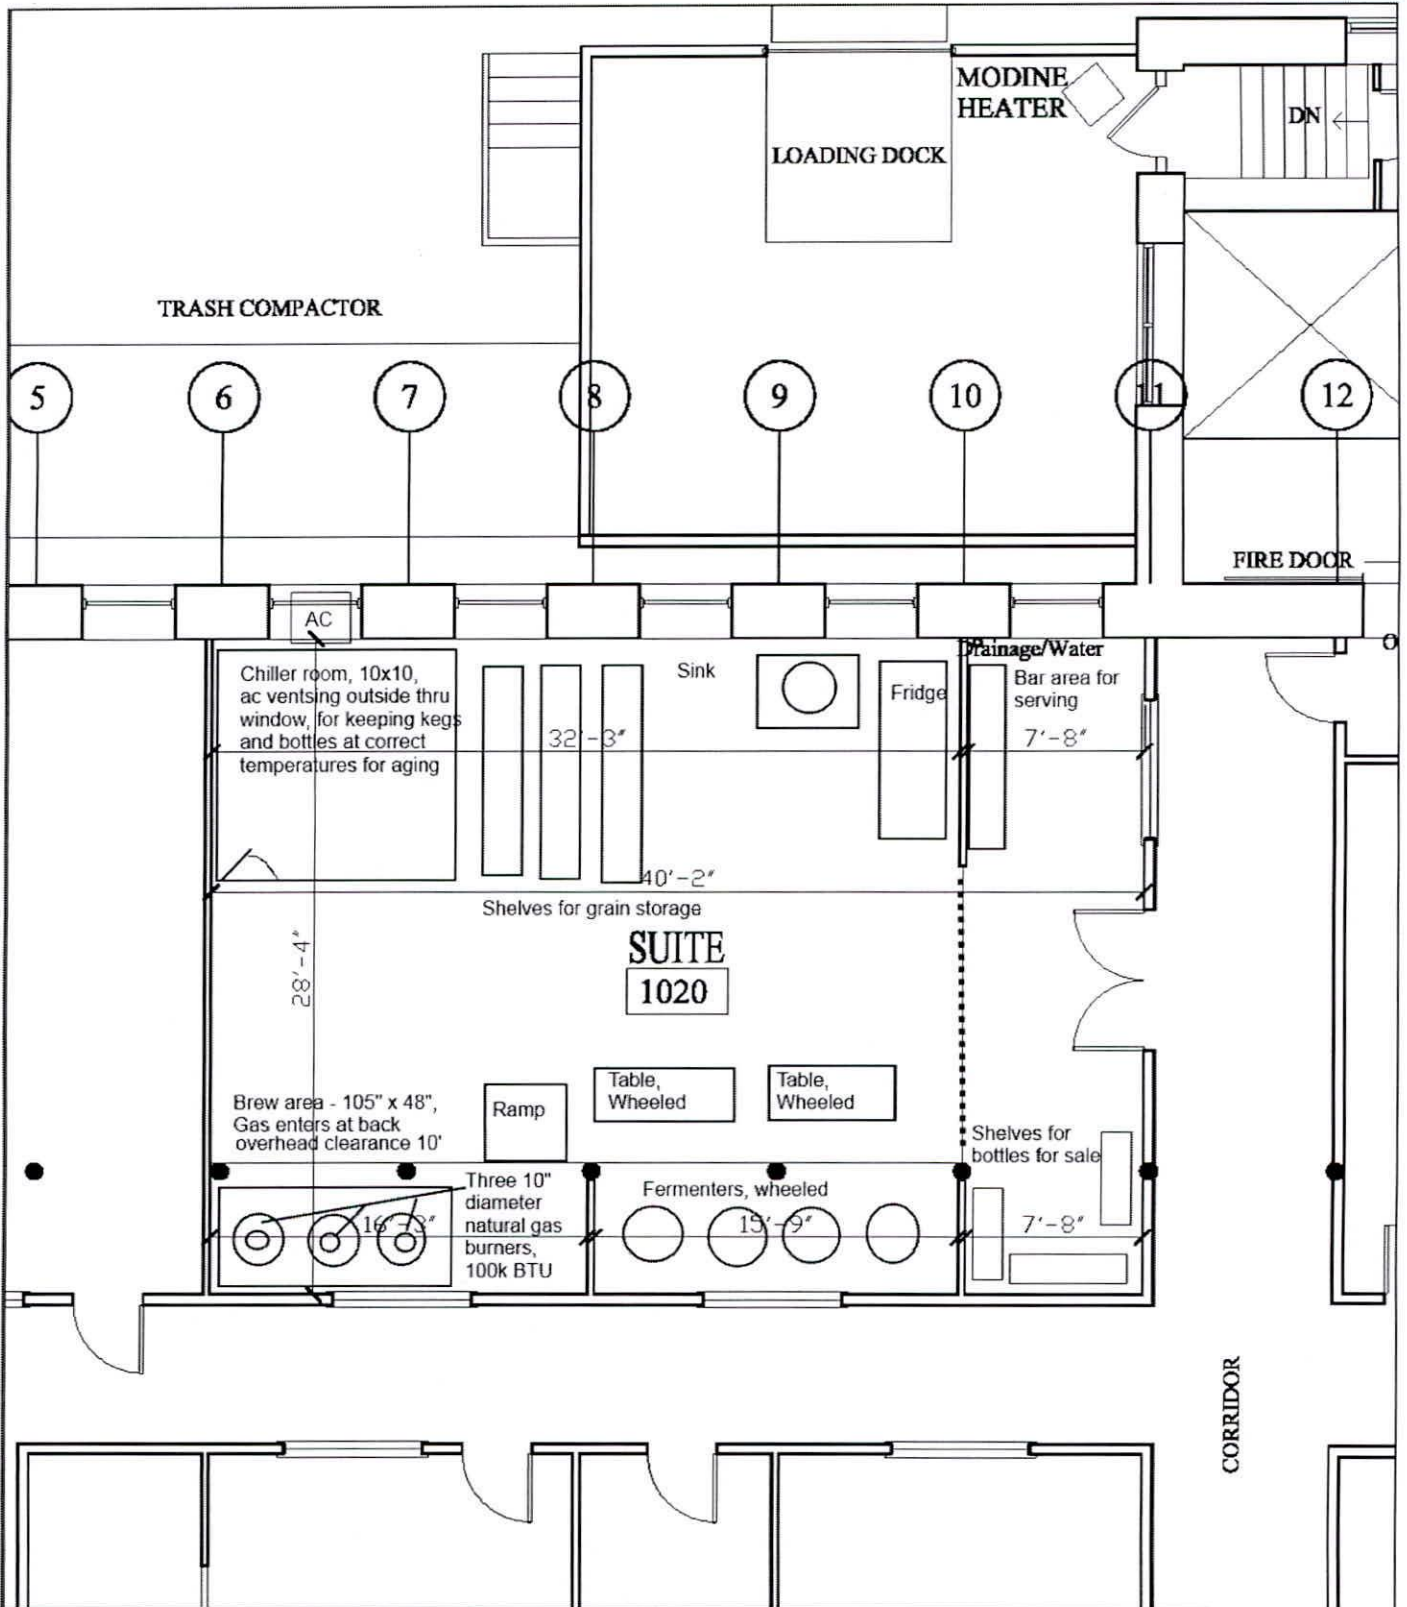 MODINE
HEATER
DN
LOADING DOCK
TRASH COMPACTOR
5
6
7
8
9
10
11
12
FIRE DOOR
AC
Drainage/Water
Chiller room, 10x10,
ac ventsing outside thru
window, for keeping kegs
and bottles at correct
temperatures for aging
Sink
Fridge
Bar area for
serving
32'-3"
7'-8"
40'-2"
Shelves for grain storage
SUITE
1020
28'-4"
Brew area - 105" x 48",
Gas enters at back
overhead clearance 10'
Ramp
Table,
Wheeled
Table,
Wheeled
Shelves for
bottles for sale
Three 10"
diameter
natural gas
burners,
100k BTU
Fermenters, wheeled
16'-3"
15'-9"
7'-8"
CORRIDOR